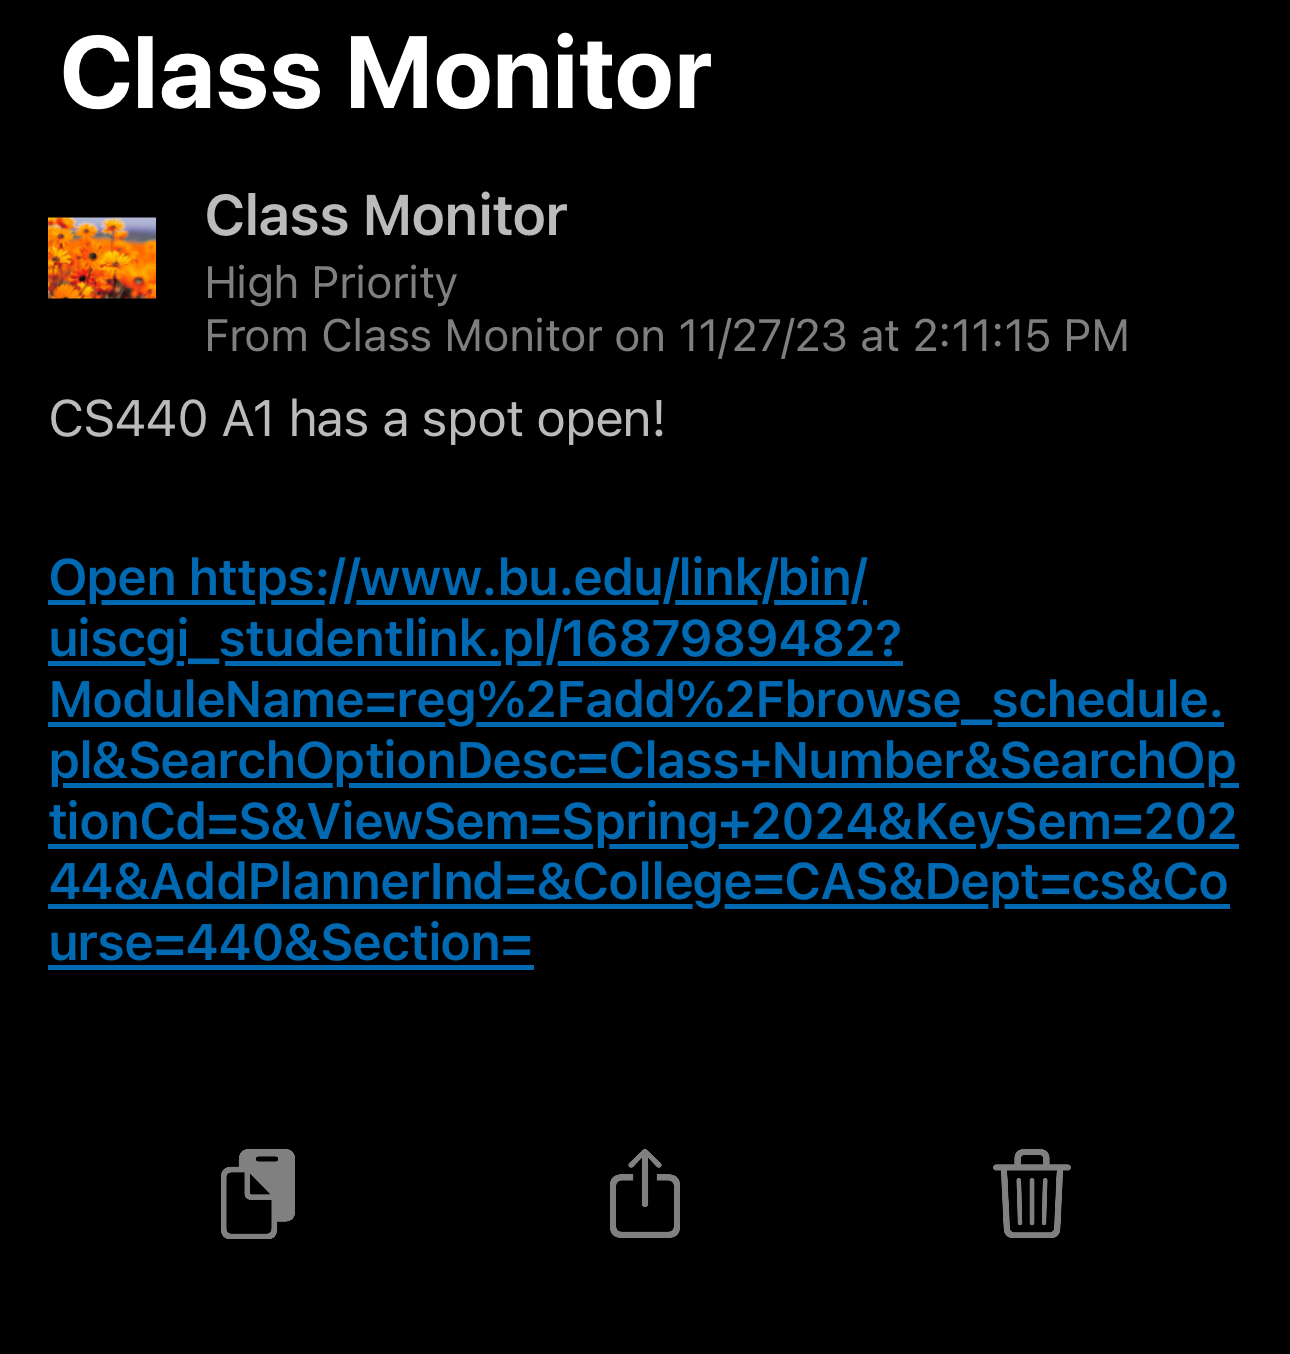 Class Monitor
Class Monitor
High Priority
From Class Monitor on 11/27/23 at 2:11:15 PM
CS440 A1 has a spot open!
Open https://www.bu.edu/link/bin/
uiscgi_studentlink.pl/1687989482?
ModuleName=reg%2Fadd%2Fbrowse_schedule.
pl&SearchOptionDesc=Class+Number&SearchOp
tionCd=S&ViewSem=Spring+2024&KeySem=202
44&AddPlannerInd=&College=CAS&Dept=cs&Co
urse=440&Section=